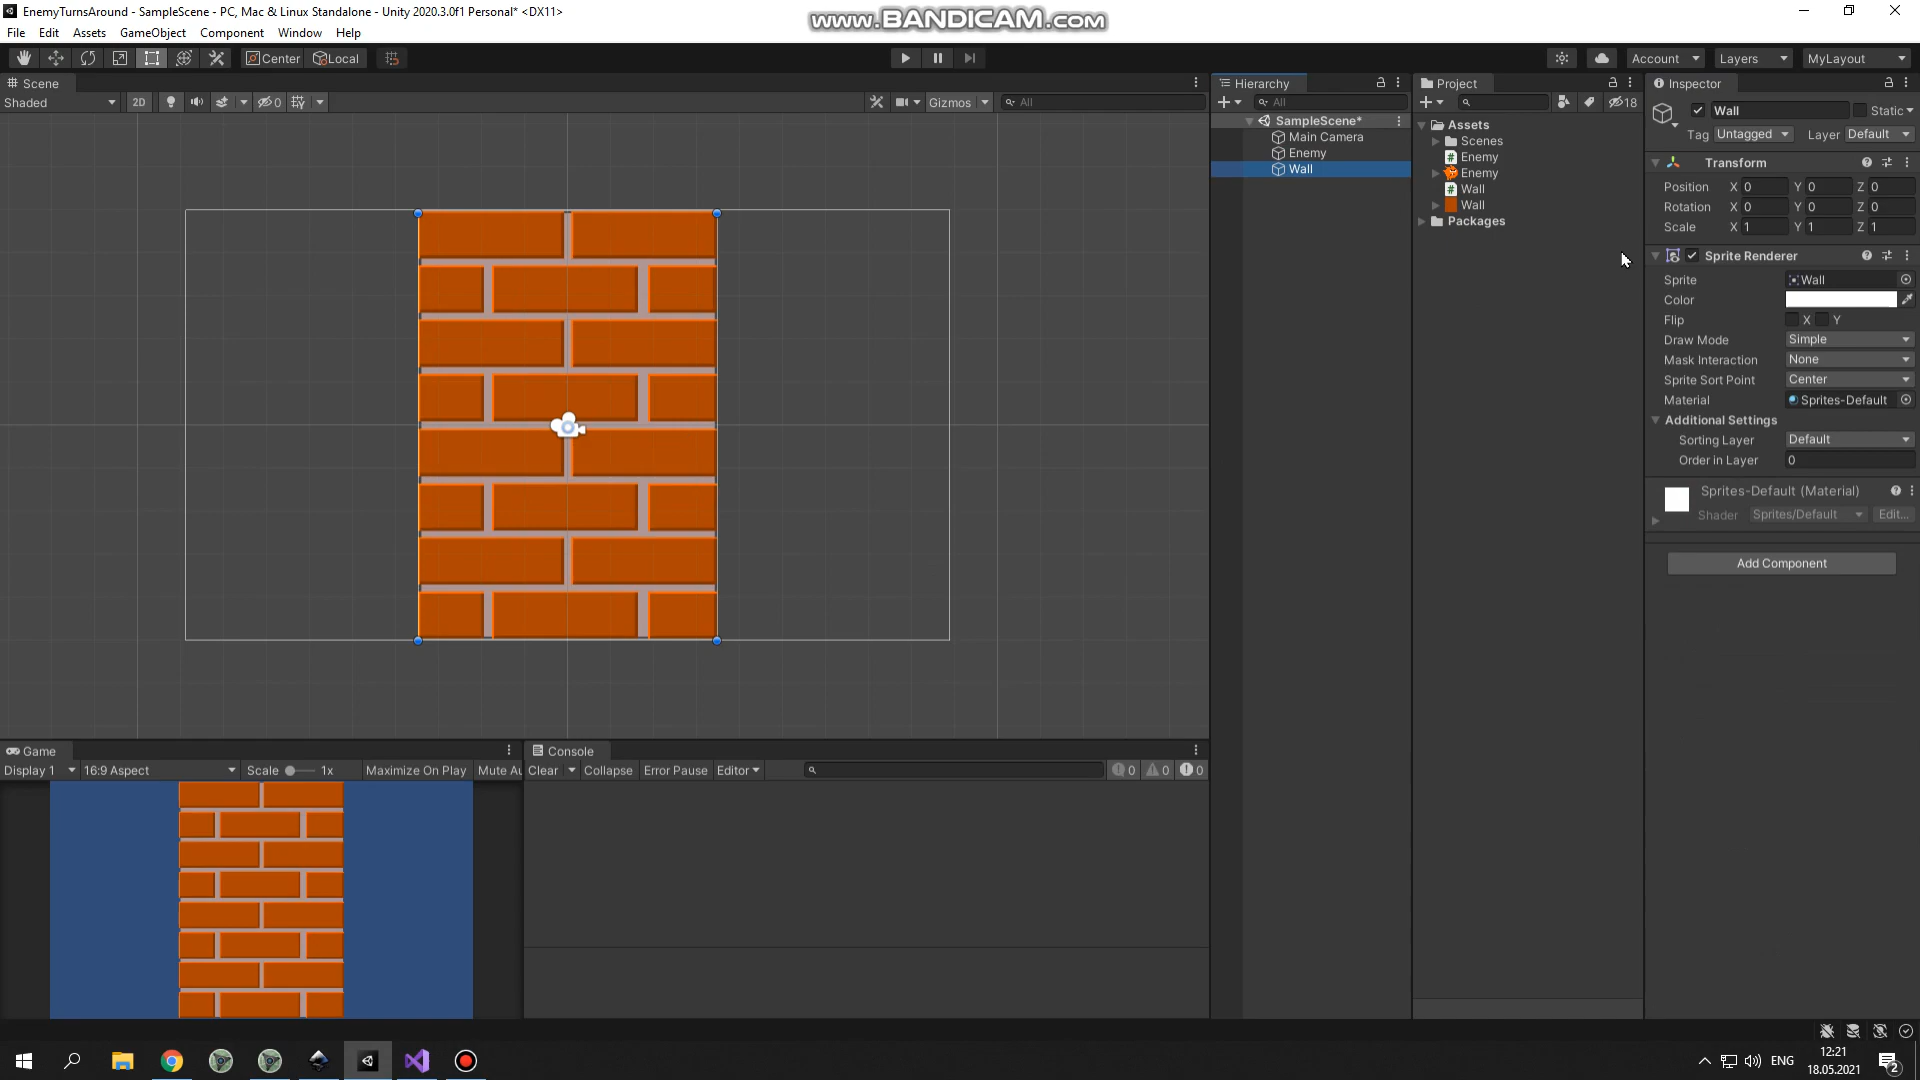 EnemyTurnsAround - SampleScene - PC, Mac & Linux Standalone - Unity 2020.3.0f1 Personal* <DX11>
www.BANDICAM.com
File Edit Assets GameObject Component Window Help
Center Local Account Layers MyLayout
Scene
Shaded 2D 0 Gizmos All
Hierarchy
All
SampleScene*
Main Camera
Enemy
Wall
Project
18
Assets
Scenes
Enemy
Enemy
Wall
Wall
Packages
Inspector
Wall Static
Tag Untagged Layer Default
Transform
Position X 0 Y 0 Z 0
Rotation X 0 Y 0 Z 0
Scale X 1 Y 1 Z 1
Sprite Renderer
Sprite Wall
Color
Flip X Y
Draw Mode Simple
Mask Interaction None
Sprite Sort Point Center
Material Sprites-Default
Additional Settings
Sorting Layer Default
Order in Layer 0
Sprites-Default (Material)
Shader Sprites/Default Edit...
Add Component
Game
Display 1 16:9 Aspect Scale 1x Maximize On Play Mute Au
Console
Clear Collapse Error Pause Editor 0 0 0
ENG
12:21
18.05.2021
2